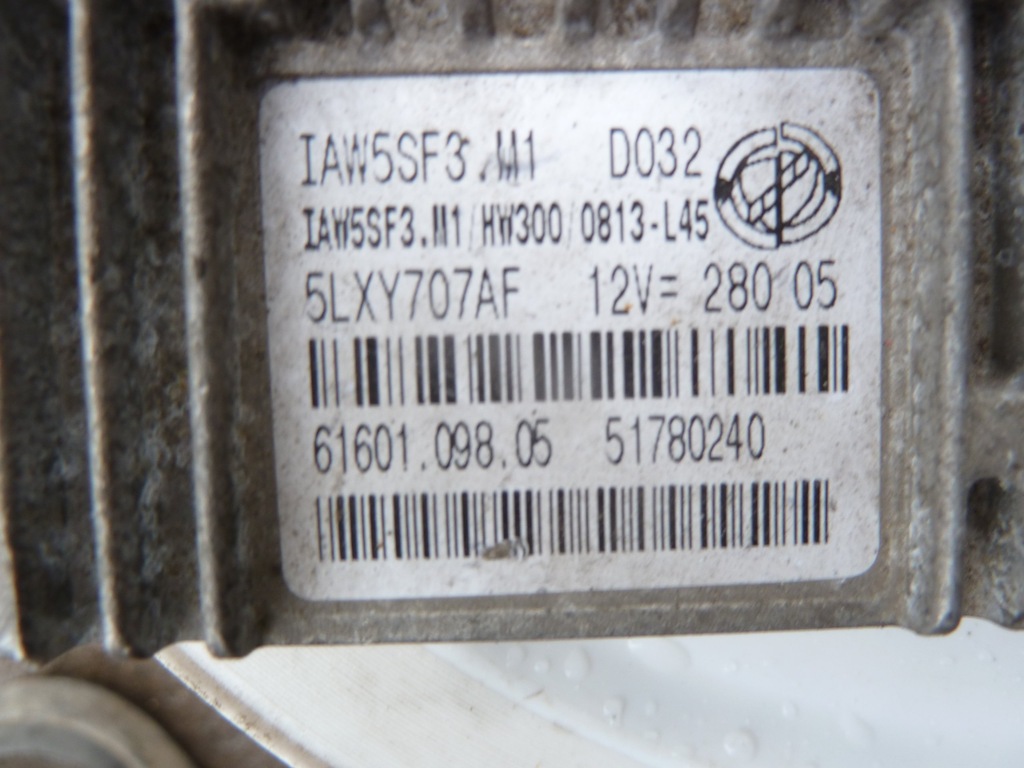 IAW5SF3.M1 D032
IAW5SF3.M1/HW300/0813-L45
5LXY707AF 12V= 280 05
61601.098.05 51780240